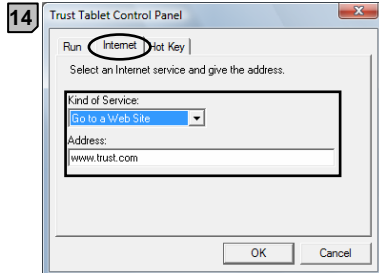 14
Trust Tablet Control Panel
Run Internet Hot Key
Select an Internet service and give the address.
Kind of Service:
Go to a Web Site
Address:
www.trust.com
OK Cancel